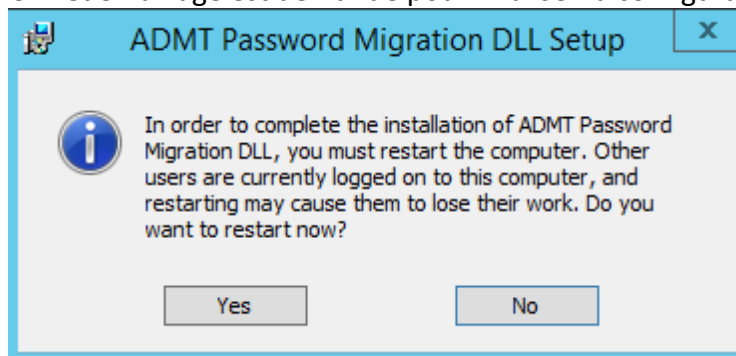 ADMT Password Migration DLL Setup
x
In order to complete the installation of ADMT Password
Migration DLL, you must restart the computer. Other
users are currently logged on to this computer, and
restarting may cause them to lose their work. Do you
want to restart now?
Yes
No